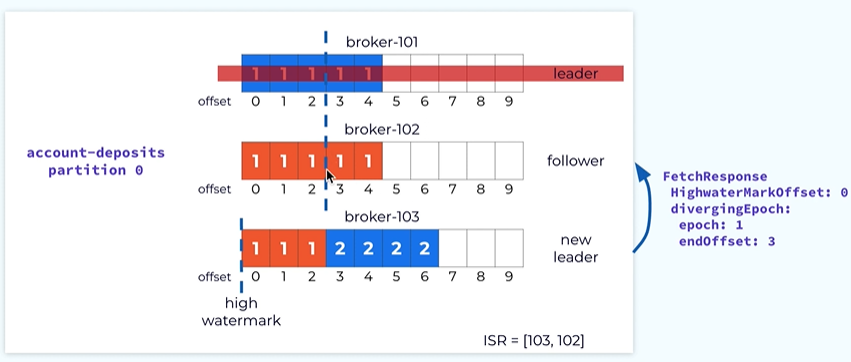 broker-101
1 1 1 1 1 leader
offset 0 1 2 3 4 5 6 7 8 9
broker-102
account-deposits
partition 0
1 1 1 1 1 follower
offset 0 1 2 3 4 5 6 7 8 9
FetchResponse
HighwaterMarkOffset: 0
divergingEpoch:
epoch: 1
endOffset: 3
broker-103
1 1 1 2 2 2 2 new
leader
offset 0 1 2 3 4 5 6 7 8 9
high
watermark
ISR = [103, 102]